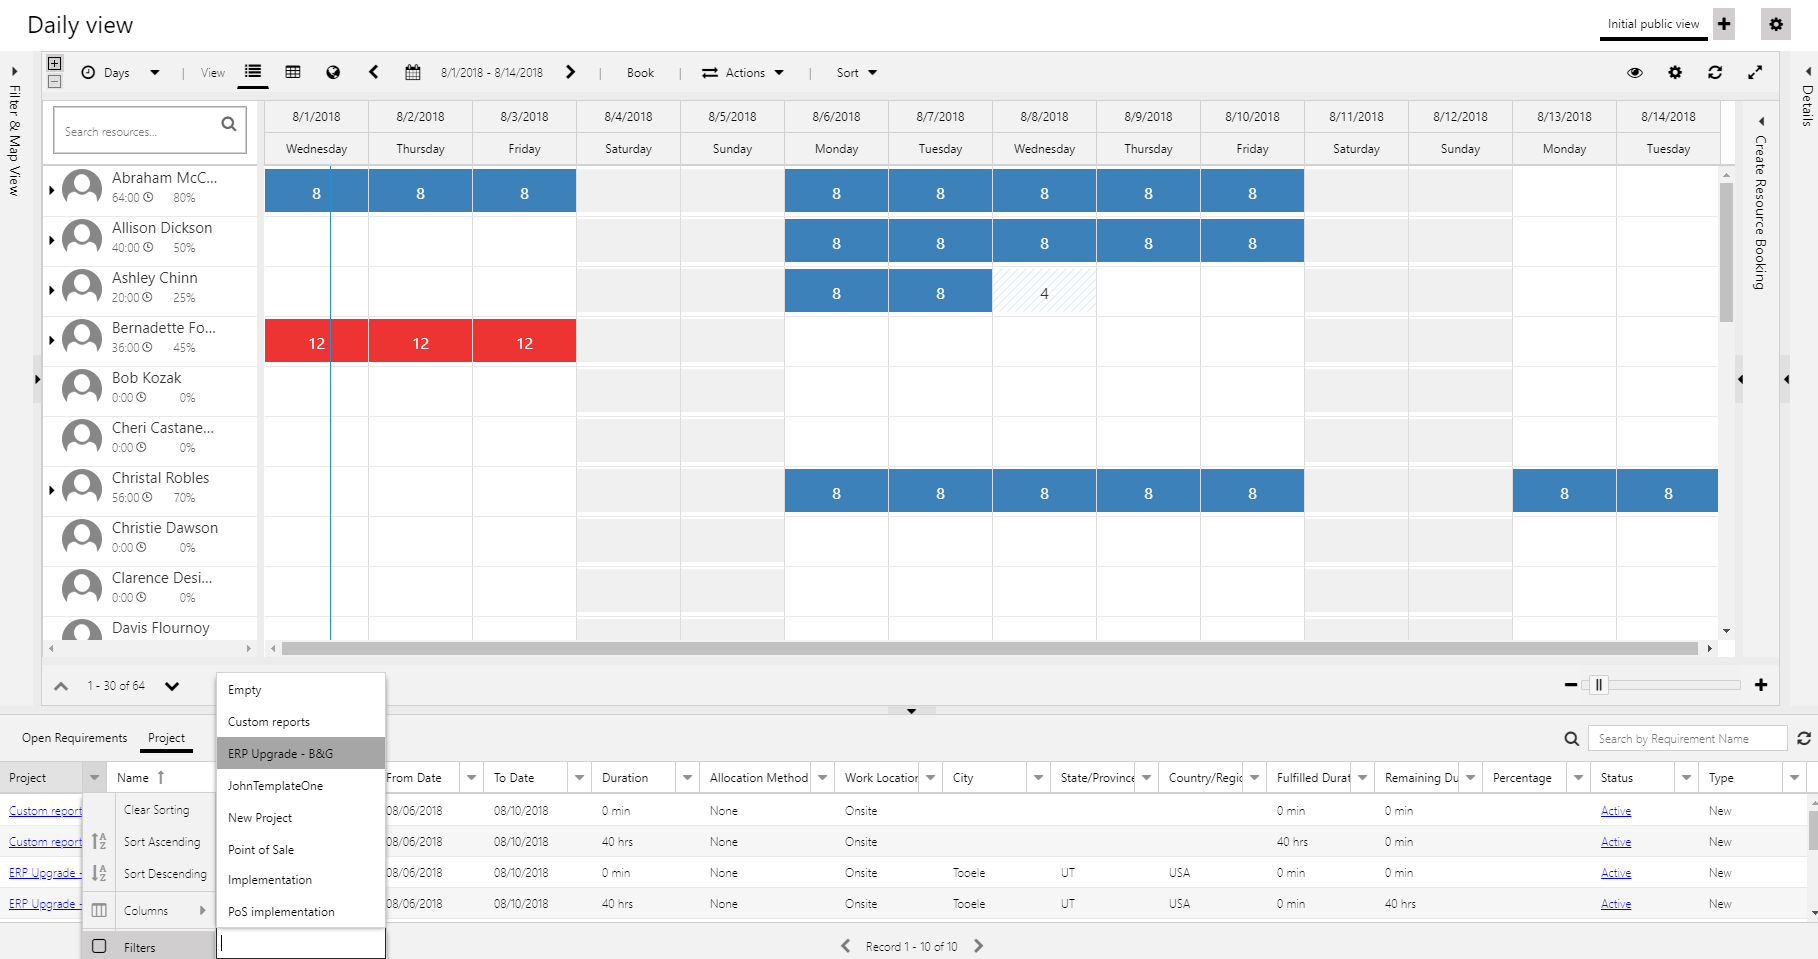 Daily view
Initial public view
Days | View 8/1/2018 - 8/14/2018 | Book | Actions | Sort
Filter & Map View
Details
Create Resource Booking
Search resources...
8/1/2018 8/2/2018 8/3/2018 8/4/2018 8/5/2018 8/6/2018 8/7/2018 8/8/2018 8/9/2018 8/10/2018 8/11/2018 8/12/2018 8/13/2018 8/14/2018
Wednesday Thursday Friday Saturday Sunday Monday Tuesday Wednesday Thursday Friday Saturday Sunday Monday Tuesday
Abraham McC...
64:00 80%
8 8 8 8 8 8 8 8
Allison Dickson
40:00 50%
8 8 8 8 8
Ashley Chinn
20:00 25%
8 8 4
Bernadette Fo...
36:00 45%
12 12 12
Bob Kozak
0:00 0%
Cheri Castane...
0:00 0%
Christal Robles
56:00 70%
8 8 8 8 8 8 8
Christie Dawson
0:00 0%
Clarence Desi...
0:00 0%
Davis Flournoy
1 - 30 of 64
Open Requirements Project
Search by Requirement Name
Project Name From Date To Date Duration Allocation Method Work Location City State/Province Country/Regic Fulfilled Durat Remaining Du Percentage Status Type
Custom report 08/06/2018 08/10/2018 0 min None Onsite 0 min 0 min Active New
Custom report 08/06/2018 08/10/2018 40 hrs None Onsite 40 hrs 0 min Active New
ERP Upgrade - 08/06/2018 08/10/2018 0 min None Onsite Tooele UT USA 0 min 0 min Active New
ERP Upgrade - 08/06/2018 08/10/2018 40 hrs None Onsite Tooele UT USA 0 min 40 hrs Active New
Clear Sorting
Sort Ascending
Sort Descending
Columns
Filters
Empty
Custom reports
ERP Upgrade - B&G
JohnTemplateOne
New Project
Point of Sale
Implementation
PoS implementation
Record 1 - 10 of 10